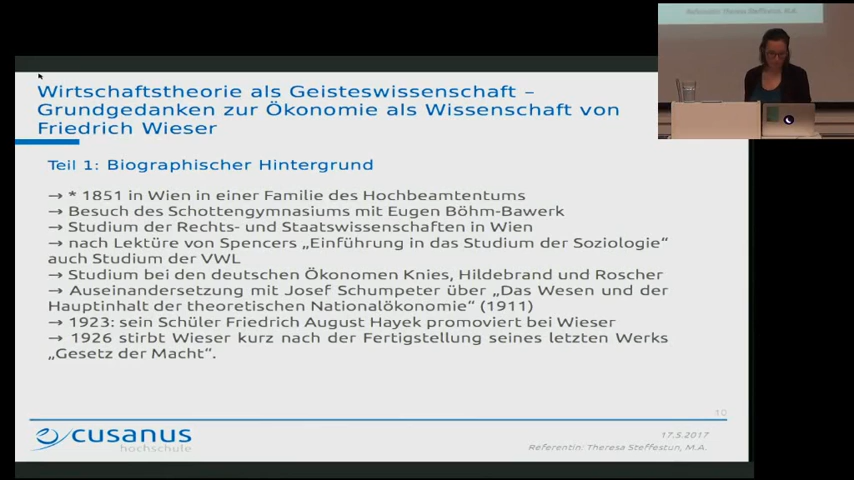 Wirtschaftstheorie als Geisteswissenschaft –
Grundgedanken zur Ökonomie als Wissenschaft von
Friedrich Wieser
Teil 1: Biographischer Hintergrund
→ * 1851 in Wien in einer Familie des Hochbeamtentums
→ Besuch des Schottengymnasiums mit Eugen Böhm-Bawerk
→ Studium der Rechts- und Staatswissenschaften in Wien
→ nach Lektüre von Spencers „Einführung in das Studium der Soziologie“
auch Studium der VWL
→ Studium bei den deutschen Ökonomen Knies, Hildebrand und Roscher
→ Auseinandersetzung mit Josef Schumpeter über „Das Wesen und der
Hauptinhalt der theoretischen Nationalökonomie“ (1911)
→ 1923: sein Schüler Friedrich August Hayek promoviert bei Wieser
→ 1926 stirbt Wieser kurz nach der Fertigstellung seines letzten Werks
„Gesetz der Macht“.
10
cusanus
hochschule
17.5.2017
Referentin: Theresa Steffestun, M.A.
Referentin: Theresa Steffestun, M.A.